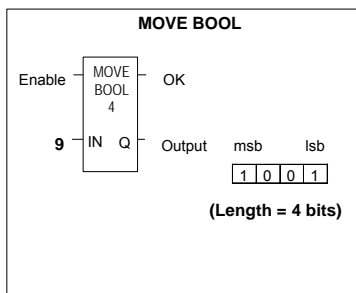 MOVE BOOL
Enable MOVE OK
BOOL
4
9 IN Q Output msb lsb
1 0 0 1
(Length = 4 bits)